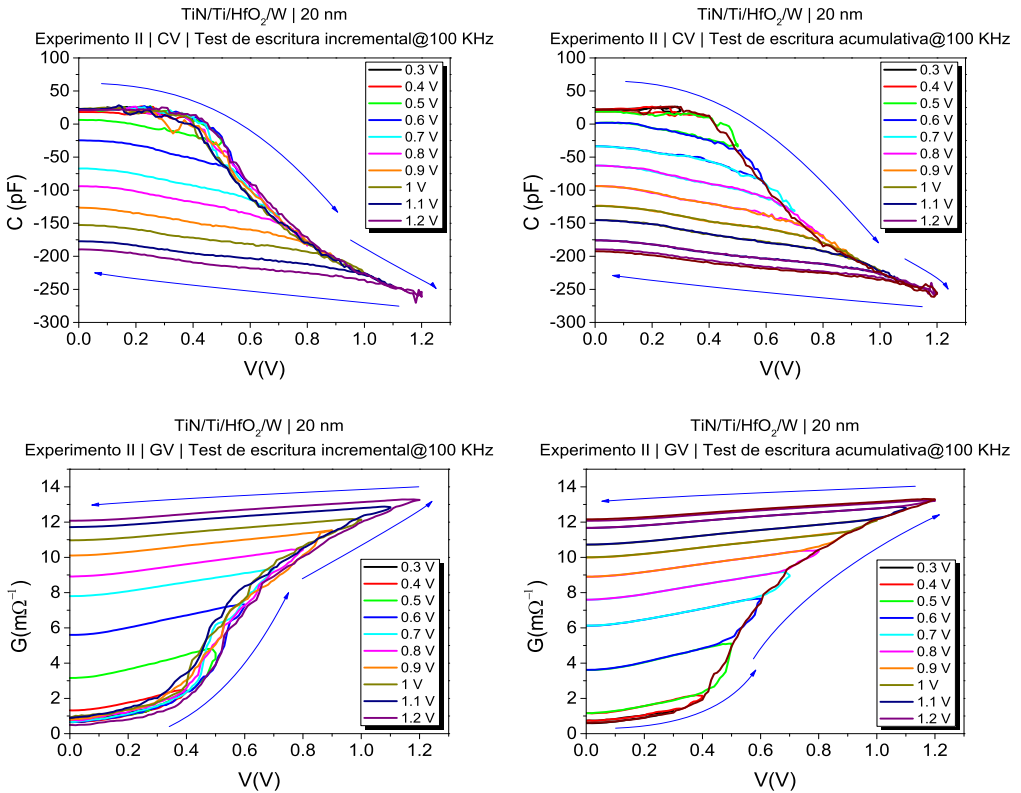 TiN/Ti/HfO2/W | 20 nm
Experimento II | CV | Test de escritura incremental@100 KHz
100
50
0
-50
-100
-150
-200
-250
-300
C (pF)
0.0 0.2 0.4 0.6 0.8 1.0 1.2
V(V)
0.3 V
0.4 V
0.5 V
0.6 V
0.7 V
0.8 V
0.9 V
1 V
1.1 V
1.2 V
TiN/Ti/HfO2/W | 20 nm
Experimento II | CV | Test de escritura acumulativa@100 KHz
100
50
0
-50
-100
-150
-200
-250
-300
C (pF)
0.0 0.2 0.4 0.6 0.8 1.0 1.2
V(V)
0.3 V
0.4 V
0.5 V
0.6 V
0.7 V
0.8 V
0.9 V
1 V
1.1 V
1.2 V
TiN/Ti/HfO2/W | 20 nm
Experimento II | GV | Test de escritura incremental@100 KHz
14
12
10
8
6
4
2
0
G(mΩ-1)
0.0 0.2 0.4 0.6 0.8 1.0 1.2
V(V)
0.3 V
0.4 V
0.5 V
0.6 V
0.7 V
0.8 V
0.9 V
1 V
1.1 V
1.2 V
TiN/Ti/HfO2/W | 20 nm
Experimento II | GV | Test de escritura acumulativa@100 KHz
14
12
10
8
6
4
2
0
G(mΩ-1)
0.0 0.2 0.4 0.6 0.8 1.0 1.2
V(V)
0.3 V
0.4 V
0.5 V
0.6 V
0.7 V
0.8 V
0.9 V
1 V
1.1 V
1.2 V